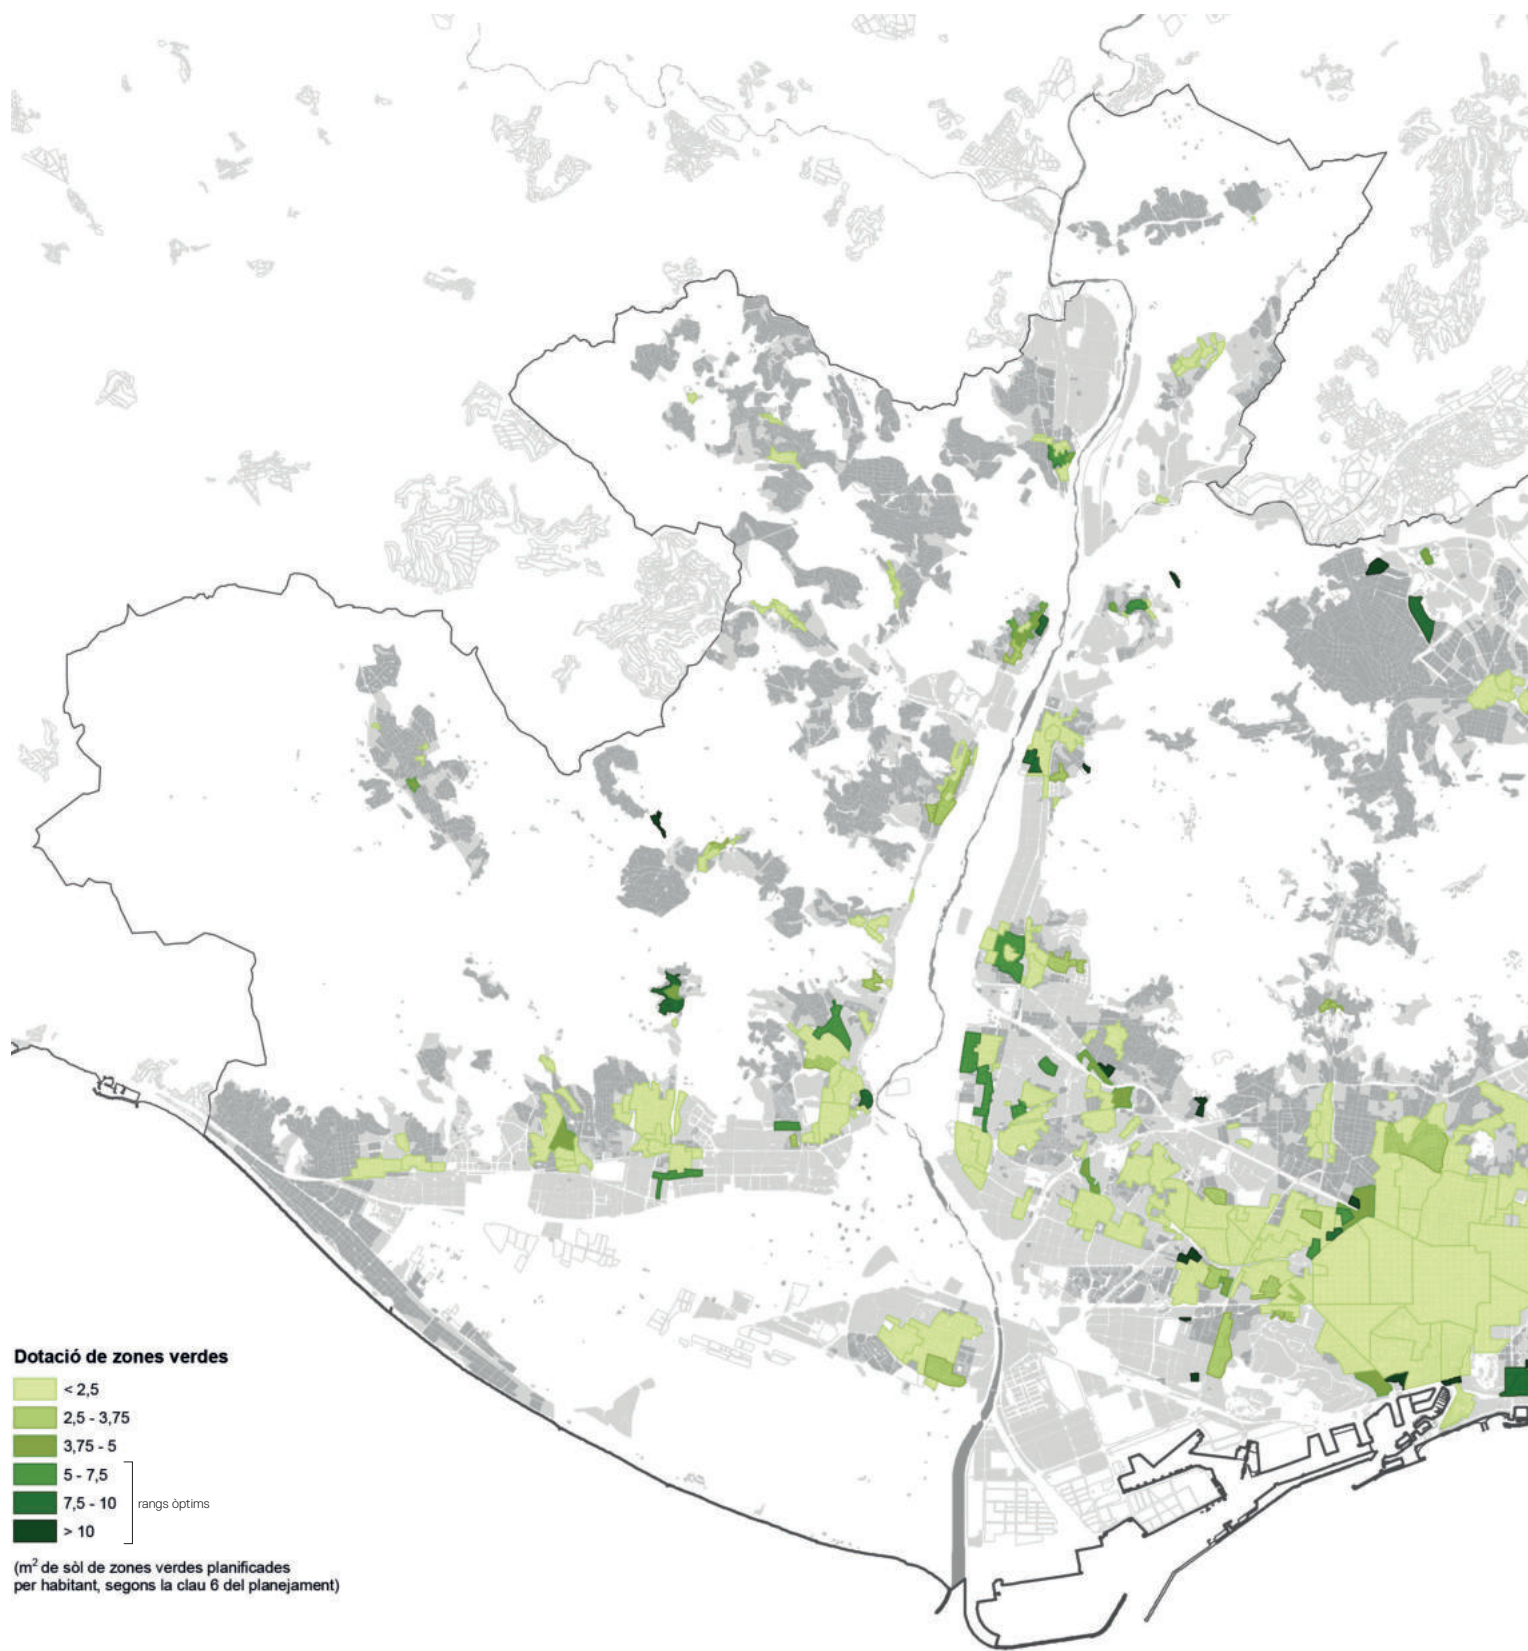 Dotació de zones verdes
< 2,5
2,5 - 3,75
3,75 - 5
5 - 7,5
7,5 - 10
rangs òptims
> 10
(m² de sòl de zones verdes planificades
per habitant, segons la clau 6 del planejament)